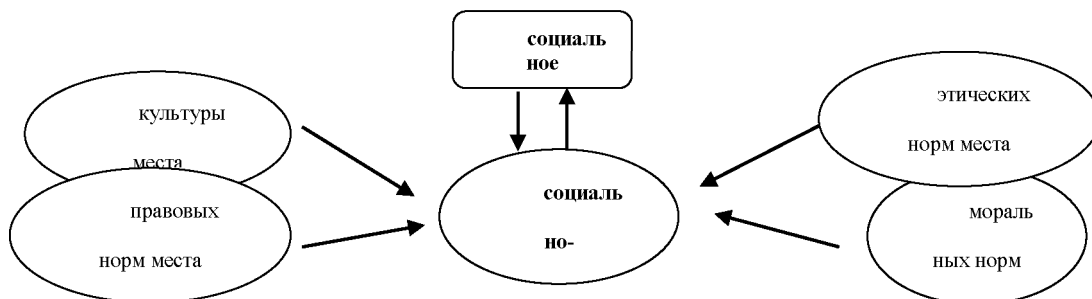 социаль
ное
культуры
места
правовых
норм места
социаль
но-
этических
норм места
мораль
ных норм